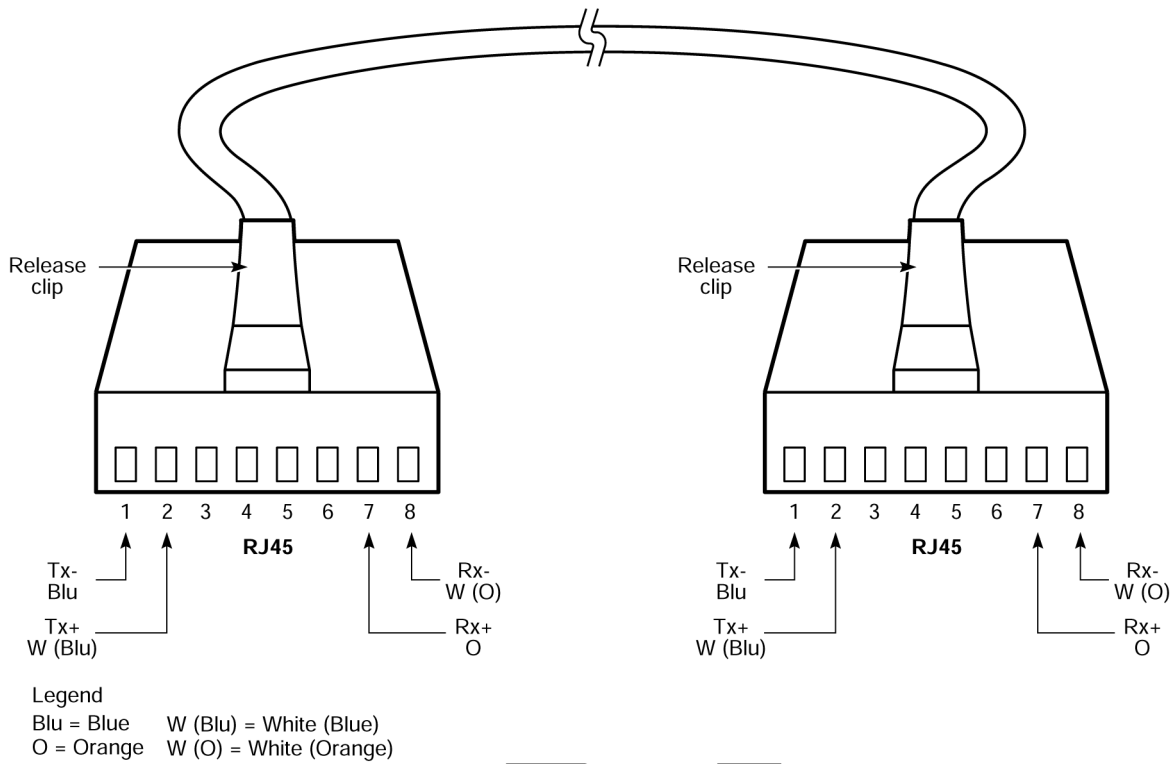 Release
clip
1 2 3 4 5 6 7 8
RJ45
Tx-
Blu
Tx+
W (Blu)
Rx-
W (O)
Rx+
O
Release
clip
1 2 3 4 5 6 7 8
RJ45
Tx-
Blu
Tx+
W (Blu)
Rx-
W (O)
Rx+
O
Legend
Blu = Blue W (Blu) = White (Blue)
O = Orange W (O) = White (Orange)